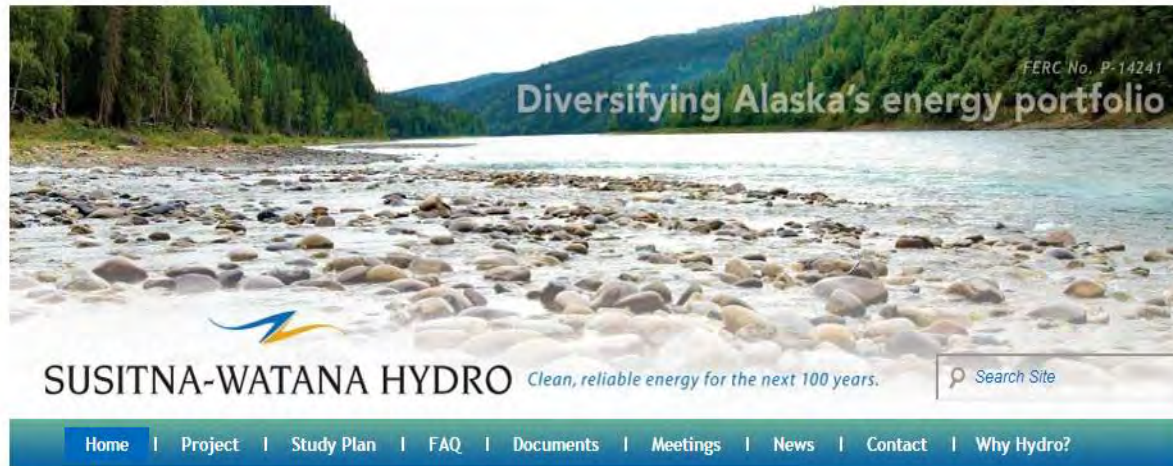 FERC No. P-14241
Diversifying Alaska's energy portfolio
SUSITNA-WATANA HYDRO Clean, reliable energy for the next 100 years.
Search Site
Home | Project | Study Plan | FAQ | Documents | Meetings | News | Contact | Why Hydro?